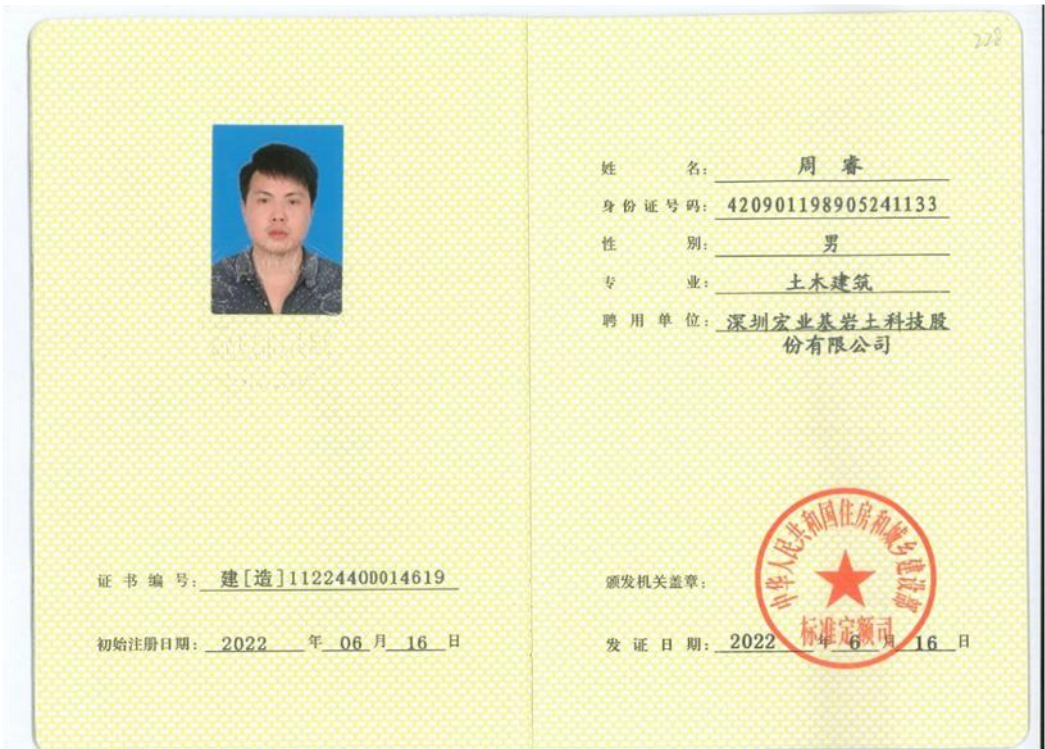 228
姓 名： 周 睿
身份证号码： 420901198905241133
性 别： 男
专 业： 土木建筑
聘用单位： 深圳宏业基岩土科技股
份有限公司
证书编号： 建[造]11224400014619
初始注册日期： 2022 年 06 月 16 日
颁发机关盖章：
中华人民共和国住房和城乡建设部
标准定额司
发证日期： 2022 年 6 月 16 日